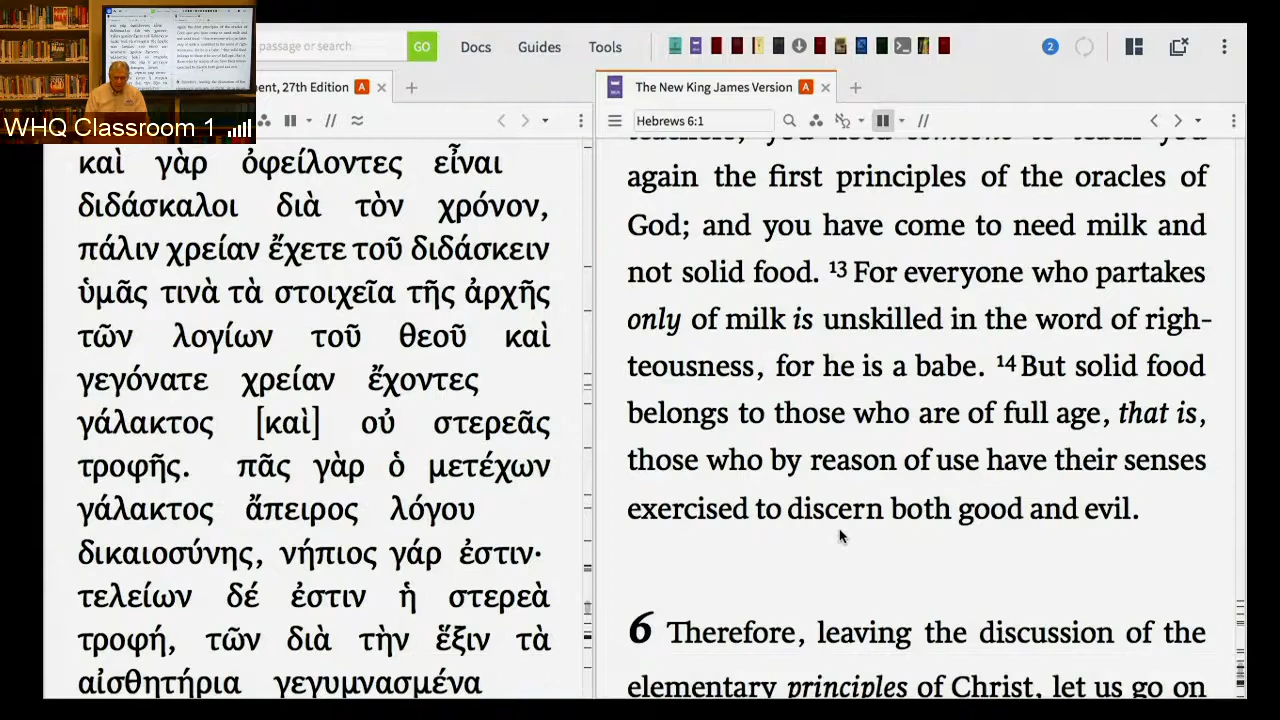 passage or search
GO
Docs
Guides
Tools
2
ment, 27th Edition A
The New King James Version A
Hebrews 6:1
WHQ Classroom 1
καὶ γὰρ ὀφείλοντες εἶναι
διδάσκαλοι διὰ τὸν χρόνον,
πάλιν χρείαν ἔχετε τοῦ διδάσκειν
ὑμᾶς τινὰ τὰ στοιχεῖα τῆς ἀρχῆς
τῶν λογίων τοῦ θεοῦ καὶ
γεγόνατε χρείαν ἔχοντες
γάλακτος [καὶ] οὐ στερεᾶς
τροφῆς. πᾶς γὰρ ὁ μετέχων
γάλακτος ἄπειρος λόγου
δικαιοσύνης, νήπιος γάρ ἐστιν·
τελείων δέ ἐστιν ἡ στερεὰ
τροφή, τῶν διὰ τὴν ἕξιν τὰ
αἰσθητήρια γεγυμνασμένα
again the first principles of the oracles of
God; and you have come to need milk and
not solid food. 13 For everyone who partakes
only of milk is unskilled in the word of righ-
teousness, for he is a babe. 14 But solid food
belongs to those who are of full age, that is,
those who by reason of use have their senses
exercised to discern both good and evil.
6 Therefore, leaving the discussion of the
elementary principles of Christ, let us go on